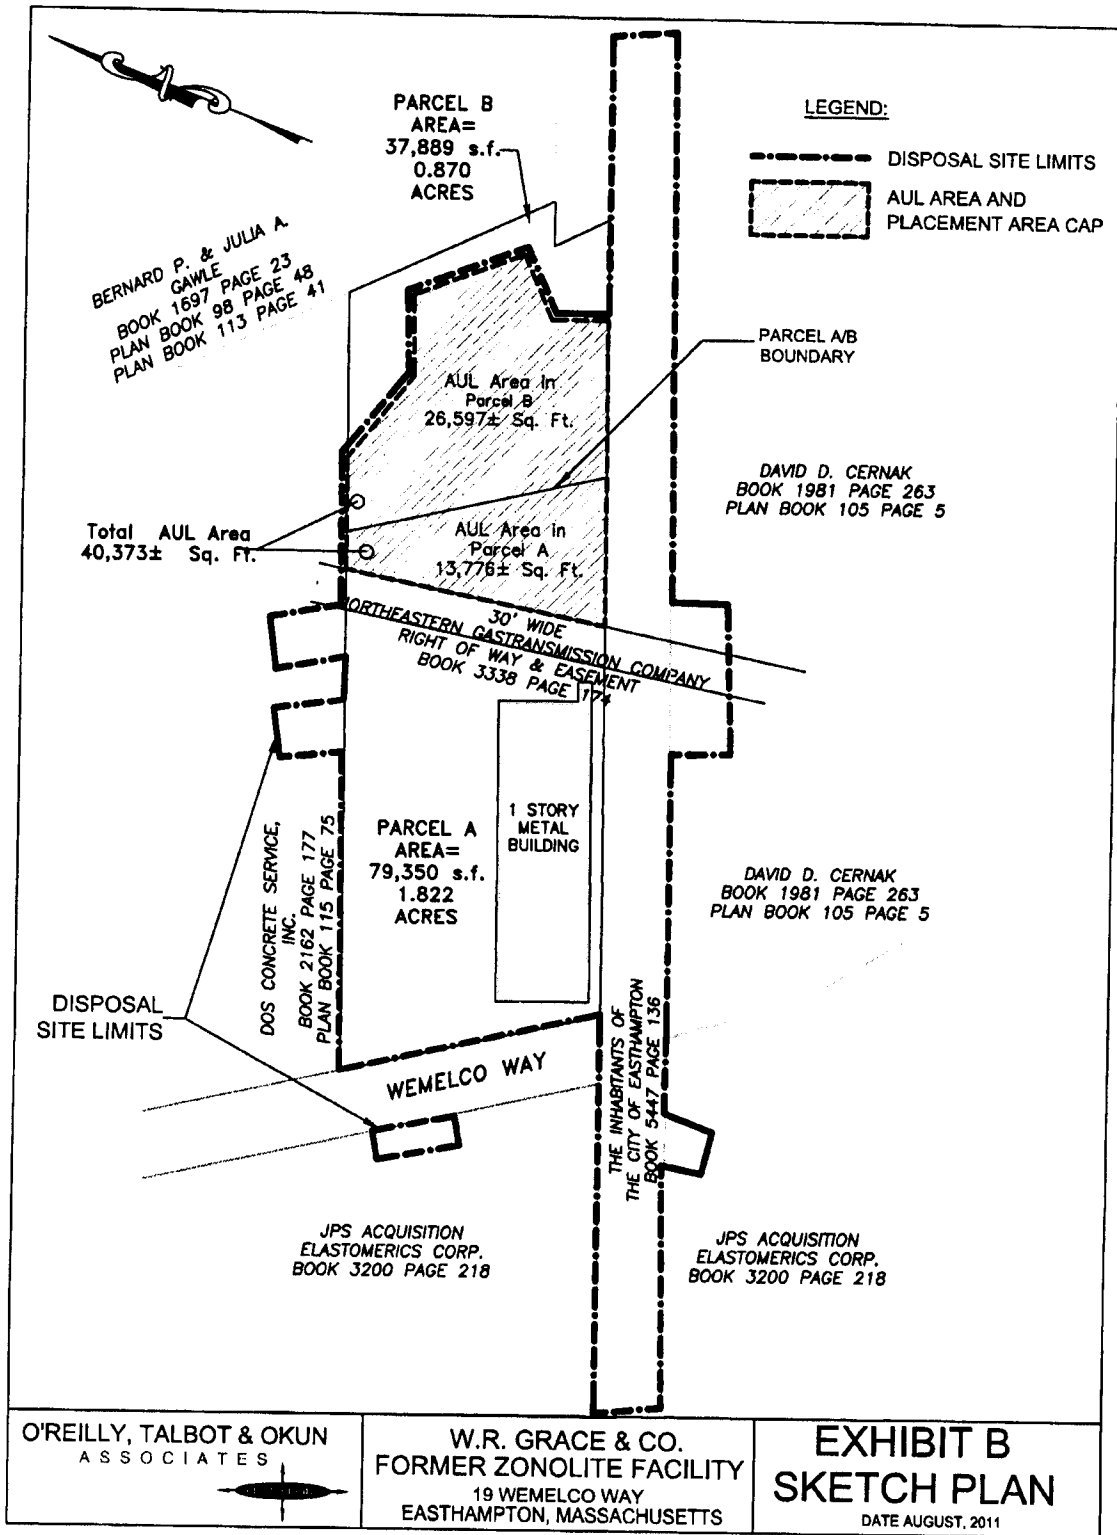 PARCEL B
AREA=
37,889 s.f.
0.870
ACRES
LEGEND:
DISPOSAL SITE LIMITS
AUL AREA AND
PLACEMENT AREA CAP
BERNARD P. & JULIA A.
GAWLE
BOOK 1697 PAGE 23
PLAN BOOK 98 PAGE 48
PLAN BOOK 113 PAGE 41
PARCEL A/B
BOUNDARY
AUL Area in
Parcel B
26,597± Sq. Ft.
DAVID D. CERNAK
BOOK 1981 PAGE 263
PLAN BOOK 105 PAGE 5
Total AUL Area
40,373± Sq. Ft.
AUL Area in
Parcel A
13,776± Sq. Ft.
30' WIDE
NORTHEASTERN GASTRANSMISSION COMPANY
RIGHT OF WAY & EASEMENT
BOOK 3338 PAGE 174
1 STORY
METAL
BUILDING
PARCEL A
AREA=
79,350 s.f.
1.822
ACRES
DAVID D. CERNAK
BOOK 1981 PAGE 263
PLAN BOOK 105 PAGE 5
DOS CONCRETE SERVICE,
INC.
BOOK 2162 PAGE 177
PLAN BOOK 115 PAGE 75
DISPOSAL
SITE LIMITS
WEMELCO WAY
THE INHABITANTS OF
THE CITY OF EASTHAMPTON
BOOK 5447 PAGE 136
JPS ACQUISITION
ELASTOMERICS CORP.
BOOK 3200 PAGE 218
JPS ACQUISITION
ELASTOMERICS CORP.
BOOK 3200 PAGE 218
O'REILLY, TALBOT & OKUN
ASSOCIATES
W.R. GRACE & CO.
FORMER ZONOLITE FACILITY
19 WEMELCO WAY
EASTHAMPTON, MASSACHUSETTS
EXHIBIT B
SKETCH PLAN
DATE AUGUST, 2011